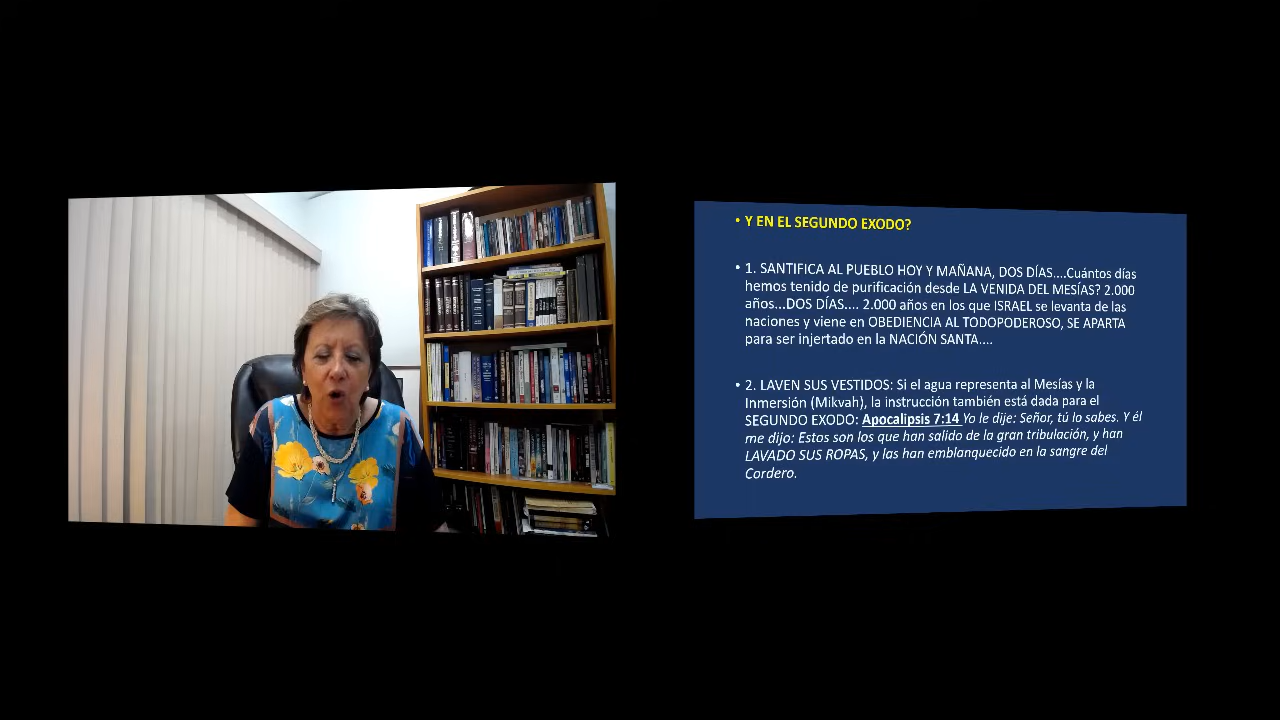 • Y EN EL SEGUNDO EXODO?
• 1. SANTIFICA AL PUEBLO HOY Y MAÑANA, DOS DÍAS....Cuántos días
hemos tenido de purificación desde LA VENIDA DEL MESÍAS? 2.000
años...DOS DÍAS.... 2.000 años en los que ISRAEL se levanta de las
naciones y viene en OBEDIENCIA AL TODOPODEROSO, SE APARTA
para ser injertado en la NACIÓN SANTA....
• 2. LAVEN SUS VESTIDOS: Si el agua representa al Mesías y la
Inmersión (Mikvah), la instrucción también está dada para el
SEGUNDO EXODO: Apocalipsis 7:14 Yo le dije: Señor, tú lo sabes. Y él
me dijo: Estos son los que han salido de la gran tribulación, y han
LAVADO SUS ROPAS, y las han emblanquecido en la sangre del
Cordero.